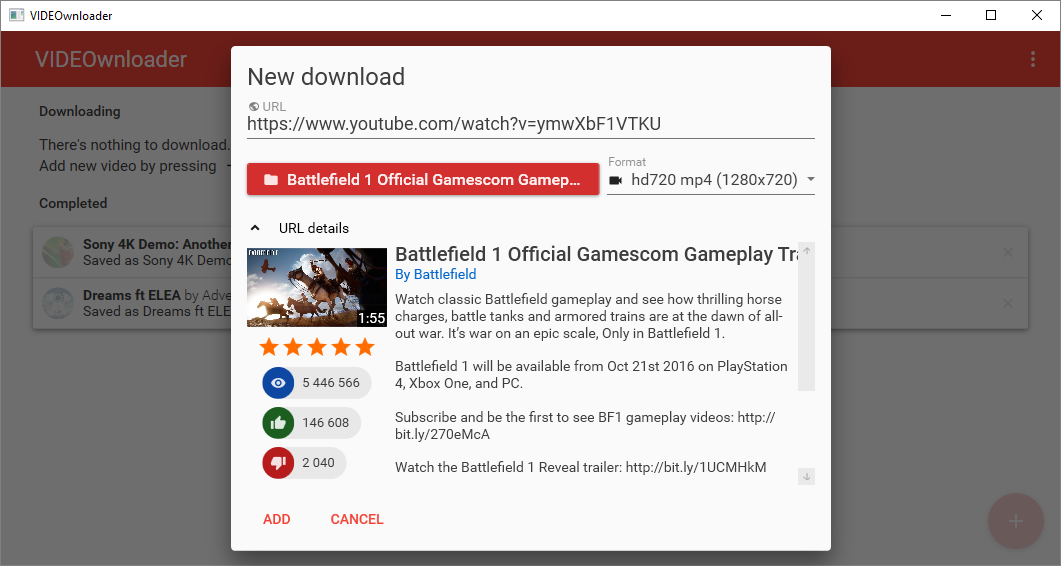 VIDEOwnloader
VIDEOwnloader
Downloading
There's nothing to download.
Add new video by pressing
Completed
Sony 4K Demo: Another
Saved as Sony 4K Demo
Dreams ft ELEA by Adve
Saved as Dreams ft ELE
New download
URL
https://www.youtube.com/watch?v=ymwXbF1VTKU
Battlefield 1 Official Gamescom Gamep...
Format
hd720 mp4 (1280x720)
URL details
1:55
5 446 566
146 608
2 040
Battlefield 1 Official Gamescom Gameplay Tra
By Battlefield
Watch classic Battlefield gameplay and see how thrilling horse
charges, battle tanks and armored trains are at the dawn of all-
out war. It’s war on an epic scale, Only in Battlefield 1.
Battlefield 1 will be available from Oct 21st 2016 on PlayStation
4, Xbox One, and PC.
Subscribe and be the first to see BF1 gameplay videos: http://
bit.ly/270eMcA
Watch the Battlefield 1 Reveal trailer: http://bit.ly/1UCMHkM
ADD
CANCEL